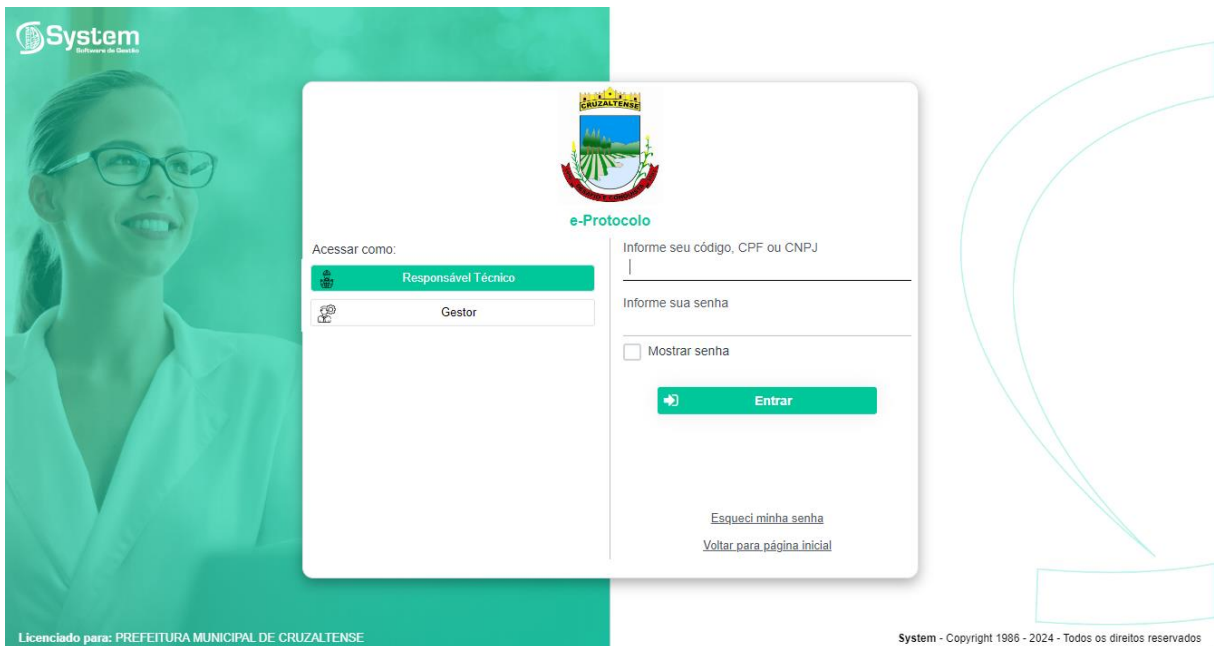 System
Software de Gestão
CRUZALTENSE
e-Protocolo
Acessar como:
Responsável Técnico
Gestor
Informe seu código, CPF ou CNPJ
Informe sua senha
Mostrar senha
Entrar
Esqueci minha senha
Voltar para página inicial
Licenciado para: PREFEITURA MUNICIPAL DE CRUZALTENSE
System - Copyright 1986 - 2024 - Todos os direitos reservados